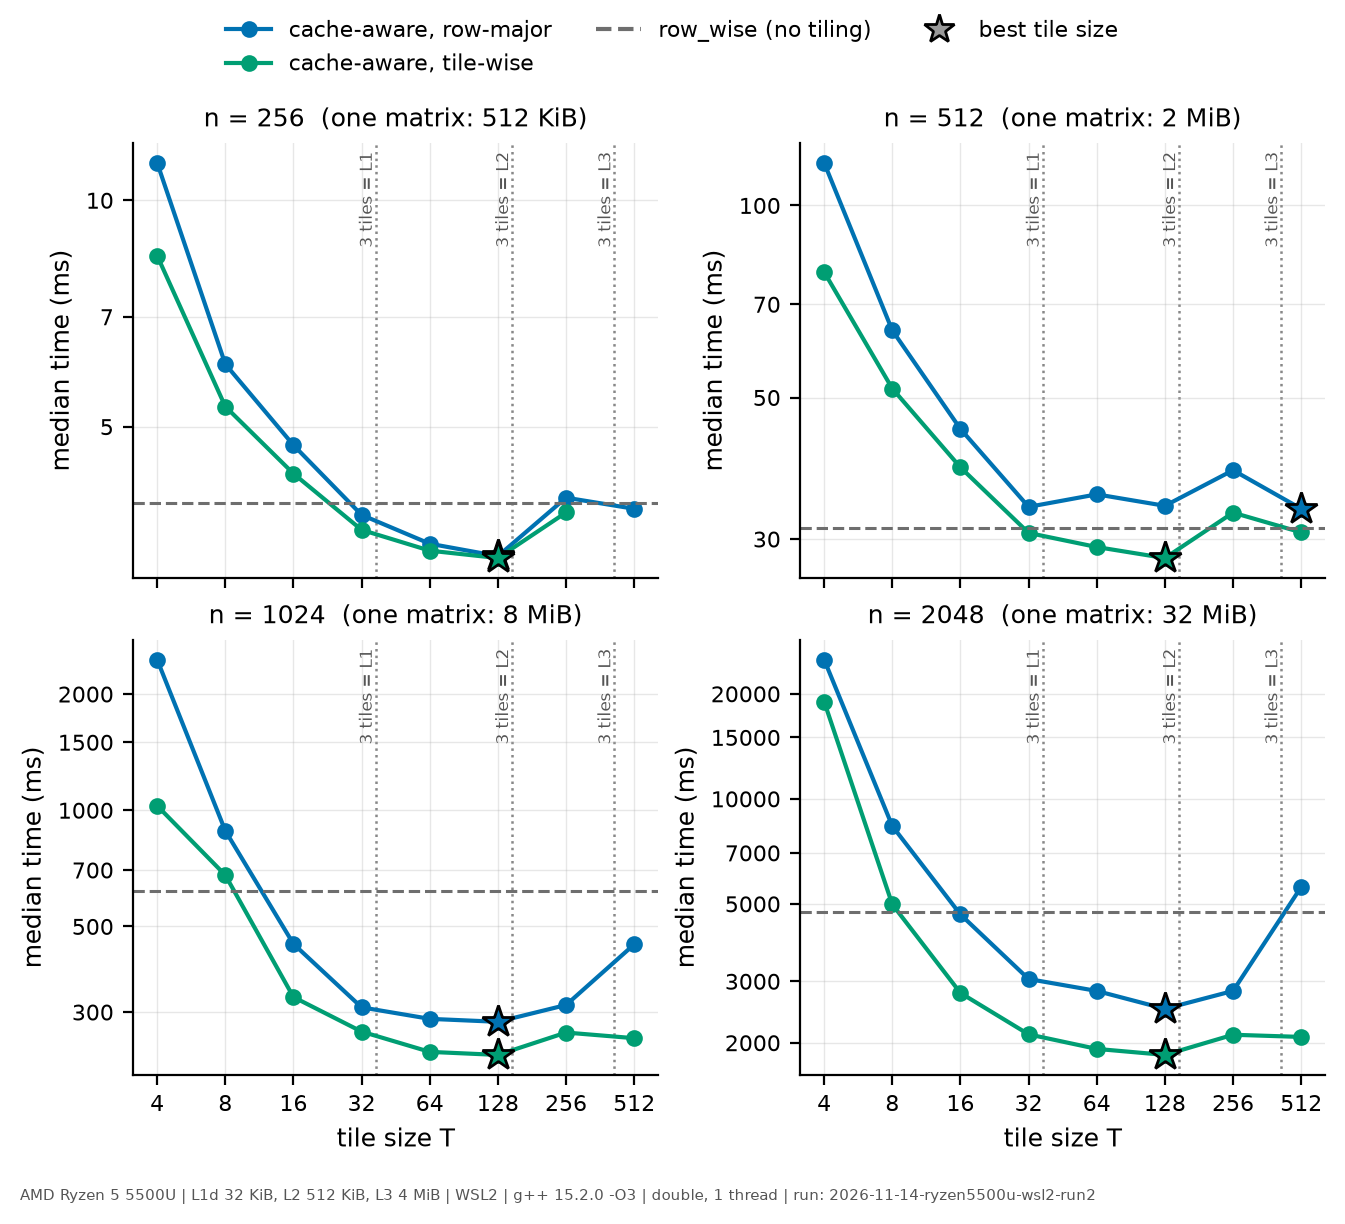 cache-aware, row-major
row_wise (no tiling)
best tile size
cache-aware, tile-wise
n = 256  (one matrix: 512 KiB)
median time (ms)
10
7
5
3 tiles = L1
3 tiles = L2
3 tiles = L3
n = 512  (one matrix: 2 MiB)
median time (ms)
100
70
50
30
3 tiles = L1
3 tiles = L2
3 tiles = L3
n = 1024  (one matrix: 8 MiB)
median time (ms)
2000
1500
1000
700
500
300
3 tiles = L1
3 tiles = L2
3 tiles = L3
4 8 16 32 64 128 256 512
tile size T
n = 2048  (one matrix: 32 MiB)
median time (ms)
20000
15000
10000
7000
5000
3000
2000
3 tiles = L1
3 tiles = L2
3 tiles = L3
4 8 16 32 64 128 256 512
tile size T
AMD Ryzen 5 5500U | L1d 32 KiB, L2 512 KiB, L3 4 MiB | WSL2 | g++ 15.2.0 -O3 | double, 1 thread | run: 2026-11-14-ryzen5500u-wsl2-run2